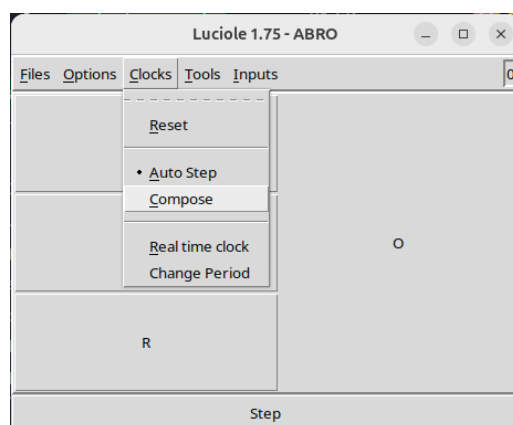 Luciole 1.75 - ABRO
Files Options Clocks Tools Inputs 0
Reset
Auto Step
Compose
Real time clock
Change Period
O
R
Step